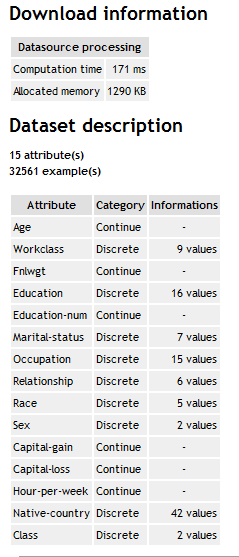 Download information
Datasource processing
Computation time 171 ms
Allocated memory 1290 KB
Dataset description
15 attribute(s)
32561 example(s)
Attribute Category Informations
Age Continue -
Workclass Discrete 9 values
Fnlwgt Continue -
Education Discrete 16 values
Education-num Continue -
Marital-status Discrete 7 values
Occupation Discrete 15 values
Relationship Discrete 6 values
Race Discrete 5 values
Sex Discrete 2 values
Capital-gain Continue -
Capital-loss Continue -
Hour-per-week Continue -
Native-country Discrete 42 values
Class Discrete 2 values